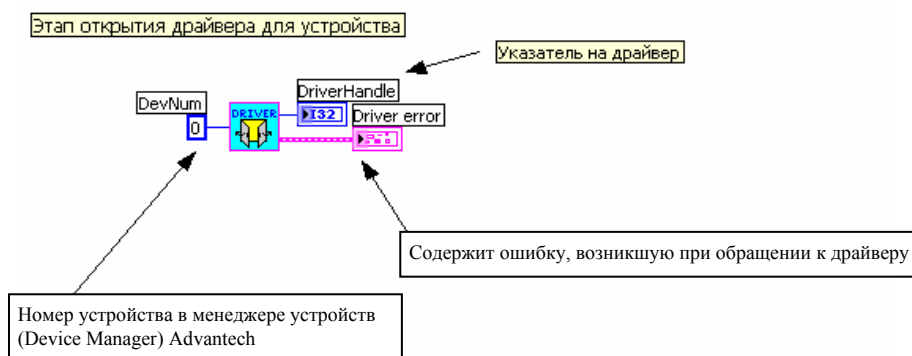 Этап открытия драйвера для устройства
Указатель на драйвер
DriverHandle
DevNum
DRIVER
I32
Driver error
0
Содержит ошибку, возникшую при обращении к драйверу
Номер устройства в менеджере устройств
(Device Manager) Advantech